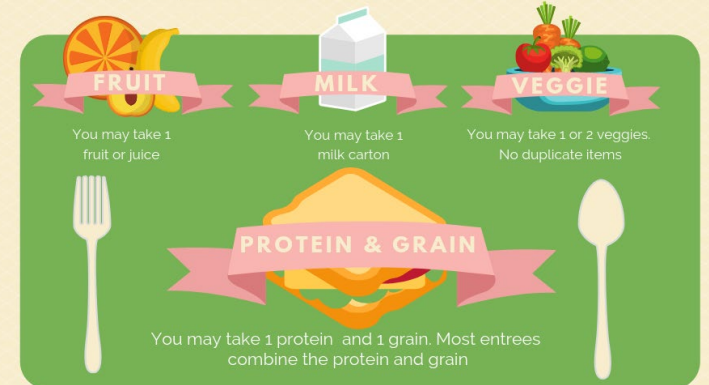 FRUIT
You may take 1
fruit or juice
MILK
You may take 1
milk carton
VEGGIE
You may take 1 or 2 veggies.
No duplicate items
PROTEIN & GRAIN
You may take 1 protein and 1 grain. Most entrees
combine the protein and grain